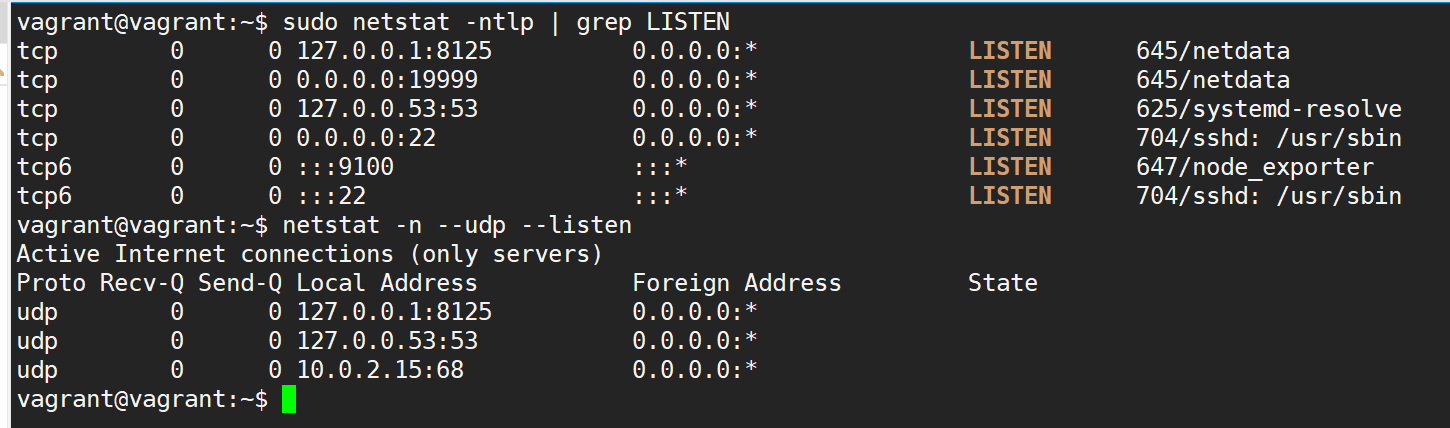 vagrant@vagrant:~$ sudo netstat -ntlp | grep LISTEN
tcp        0      0 127.0.0.1:8125          0.0.0.0:*               LISTEN      645/netdata
tcp        0      0 0.0.0.0:19999           0.0.0.0:*               LISTEN      645/netdata
tcp        0      0 127.0.0.53:53           0.0.0.0:*               LISTEN      625/systemd-resolve
tcp        0      0 0.0.0.0:22              0.0.0.0:*               LISTEN      704/sshd: /usr/sbin
tcp6       0      0 :::9100                 :::*                    LISTEN      647/node_exporter
tcp6       0      0 :::22                   :::*                    LISTEN      704/sshd: /usr/sbin
vagrant@vagrant:~$ netstat -n --udp --listen
Active Internet connections (only servers)
Proto Recv-Q Send-Q Local Address           Foreign Address         State
udp        0      0 127.0.0.1:8125          0.0.0.0:*
udp        0      0 127.0.0.53:53           0.0.0.0:*
udp        0      0 10.0.2.15:68            0.0.0.0:*
vagrant@vagrant:~$